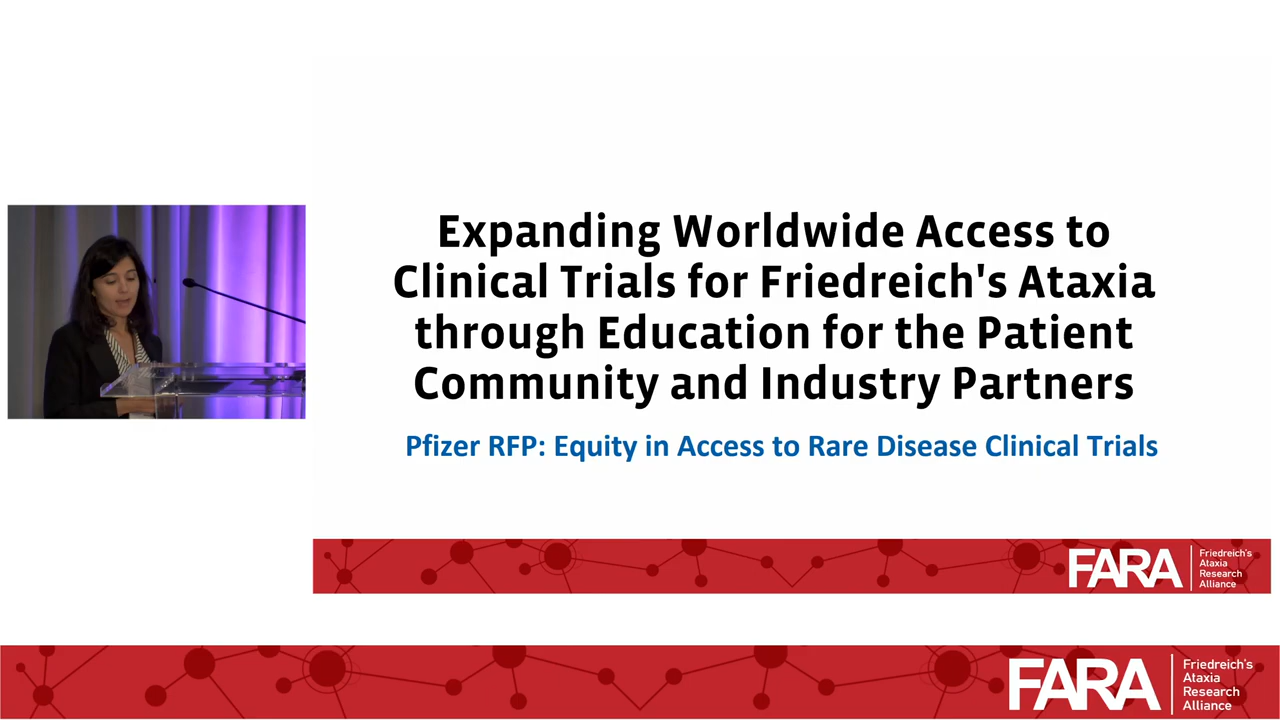 Expanding Worldwide Access to
Clinical Trials for Friedreich's Ataxia
through Education for the Patient
Community and Industry Partners
Pfizer RFP: Equity in Access to Rare Disease Clinical Trials
FARA
Friedreich's
Ataxia
Research
Alliance
FARA
Friedreich's
Ataxia
Research
Alliance